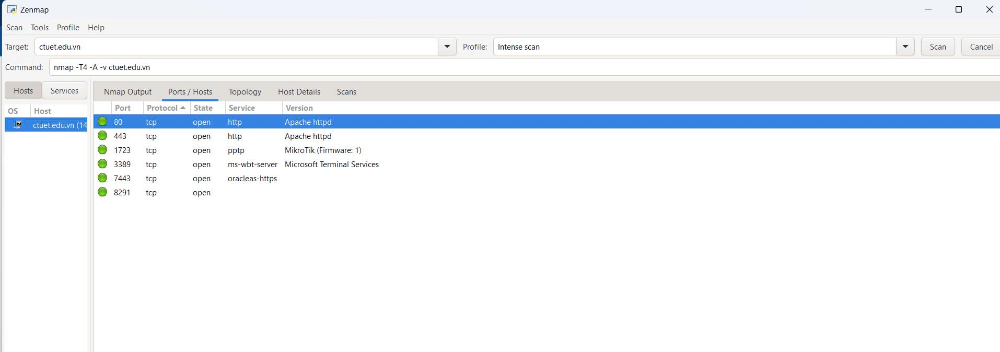 Zenmap
Scan Tools Profile Help
Target: ctuet.edu.vn Profile: Intense scan Scan Cancel
Command: nmap -T4 -A -v ctuet.edu.vn
Hosts Services Nmap Output Ports / Hosts Topology Host Details Scans
OS Host Port Protocol State Service Version
ctuet.edu.vn (14 80 tcp open http Apache httpd
443 tcp open http Apache httpd
1723 tcp open pptp MikroTik (Firmware: 1)
3389 tcp open ms-wbt-server Microsoft Terminal Services
7443 tcp open oracleas-https
8291 tcp open